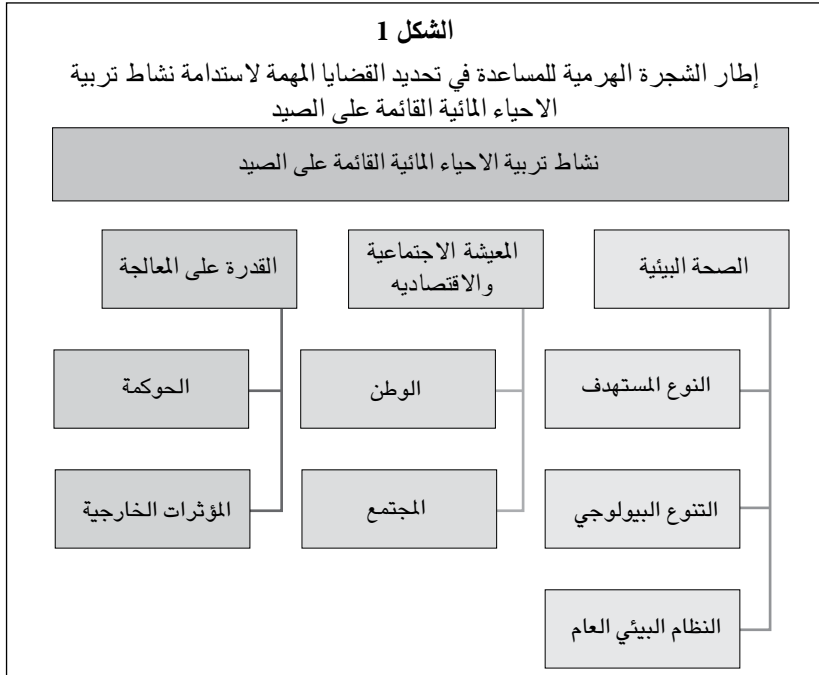 الشكل 1
إطار الشجرة الهرمية للمساعدة في تحديد القضايا المهمة لاستدامة نشاط تربية
الاحياء المائية القائمة على الصيد
نشاط تربية الاحياء المائية القائمة على الصيد
الصحة البيئية
النوع المستهدف
التنوع البيولوجي
النظام البيئي العام
المعيشة الاجتماعية
والاقتصاديه
الوطن
المجتمع
القدرة على المعالجة
الحوكمة
المؤثرات الخارجية